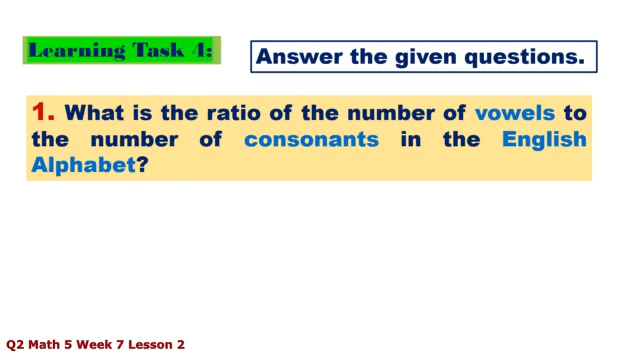 Learning Task 4:
Answer the given questions.
1. What is the ratio of the number of vowels to
the number of consonants in the English
Alphabet?
Q2 Math 5 Week 7 Lesson 2